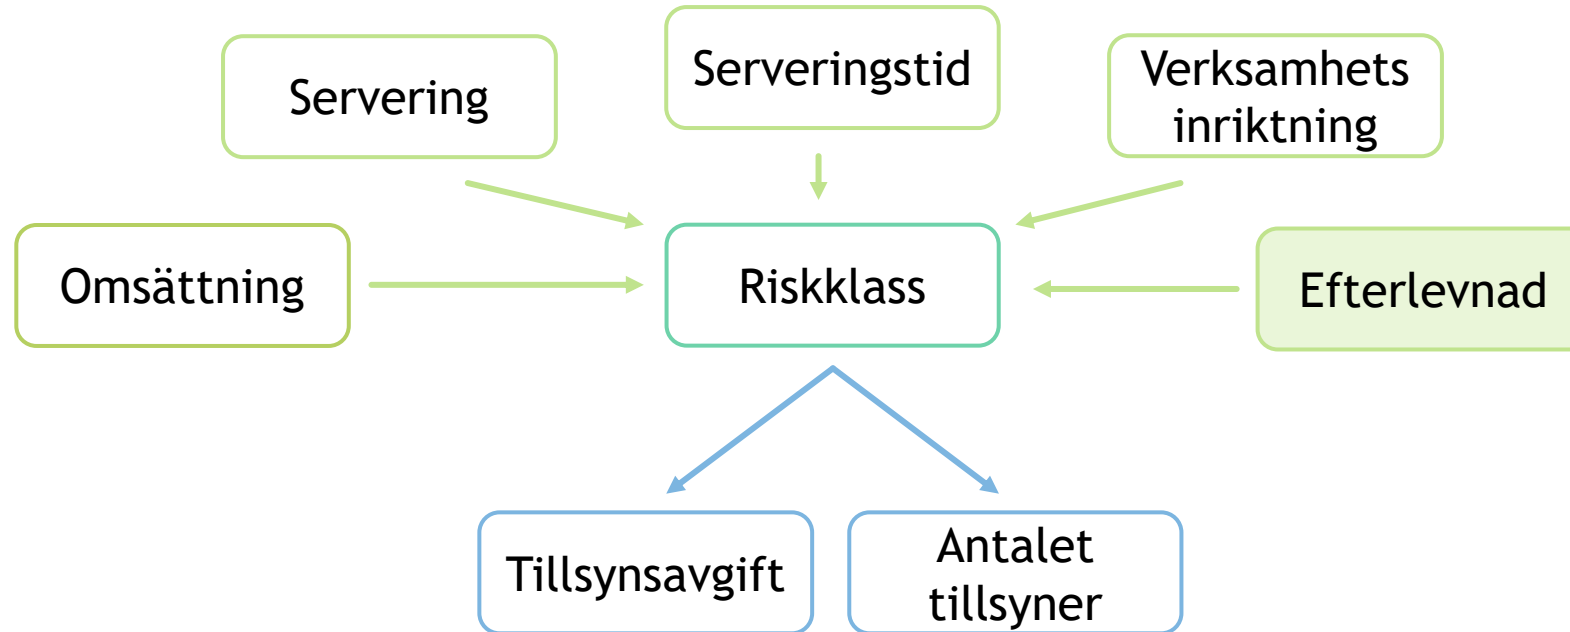 Servering
Serveringstid
Verksamhets
inriktning
Omsättning
Riskklass
Efterlevnad
Tillsynsavgift
Antalet
tillsyner